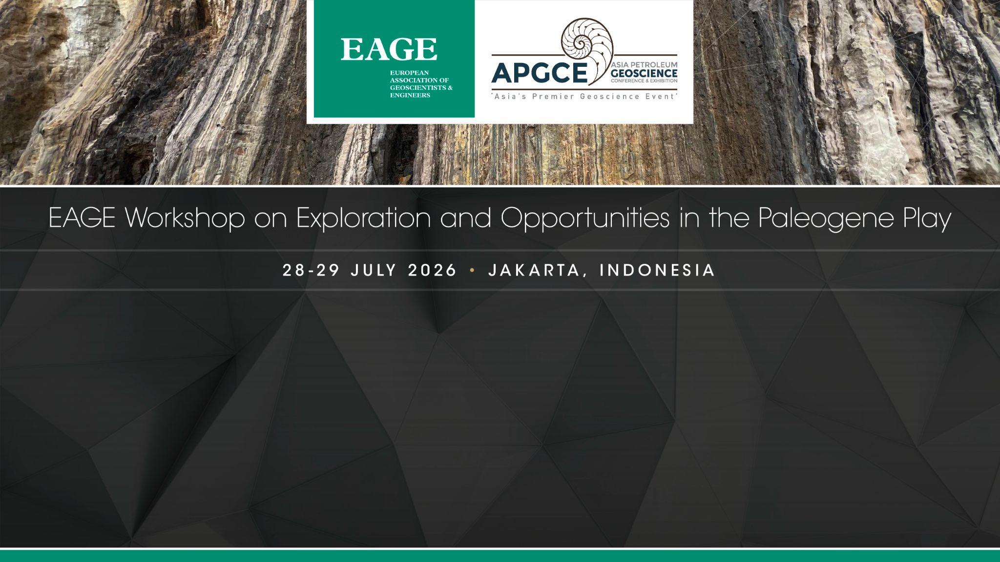 EAGE
EUROPEAN
ASSOCIATION OF
GEOSCIENTISTS &
ENGINEERS
APGCE
ASIA PETROLEUM
GEOSCIENCE
CONFERENCE & EXHIBITION
"Asia's Premier Geoscience Event"
EAGE Workshop on Exploration and Opportunities in the Paleogene Play
28-29 JULY 2026 • JAKARTA, INDONESIA